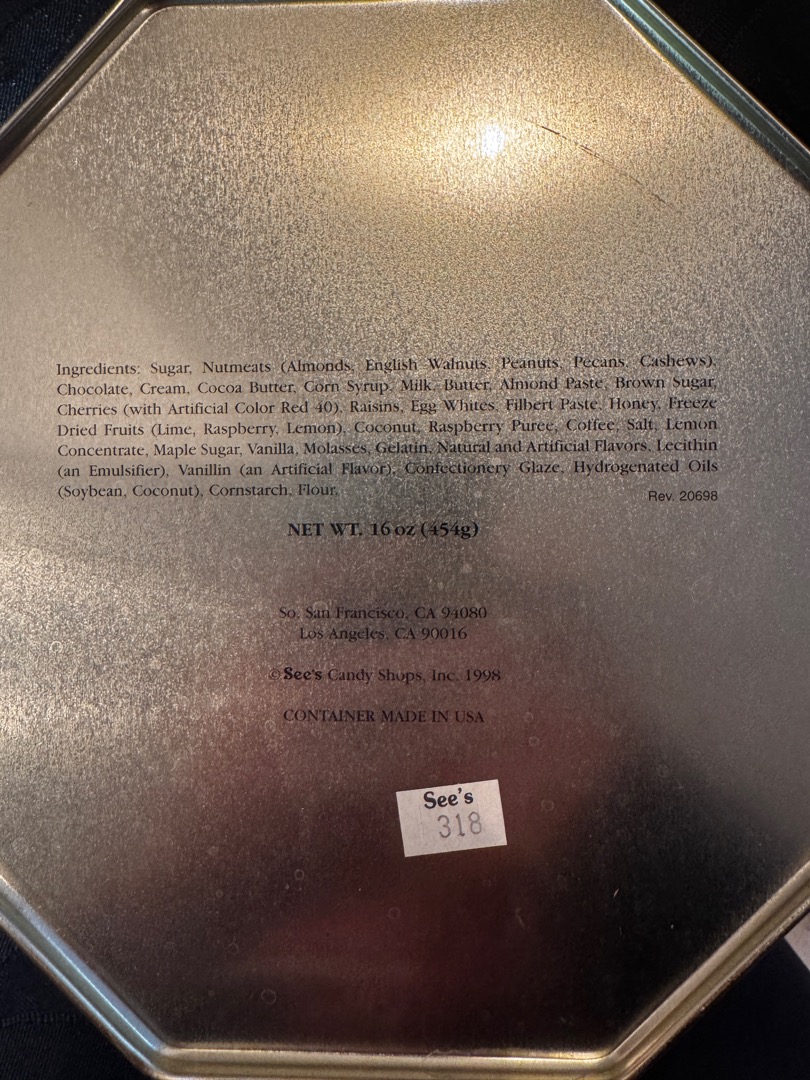 Ingredients: Sugar, Nutmeats (Almonds, English Walnuts, Peanuts, Pecans, Cashews),
Chocolate, Cream, Cocoa Butter, Corn Syrup, Milk, Butter, Almond Paste, Brown Sugar,
Cherries (with Artificial Color Red 40), Raisins, Egg Whites, Filbert Paste, Honey, Freeze
Dried Fruits (Lime, Raspberry, Lemon), Coconut, Raspberry Puree, Coffee, Salt, Lemon
Concentrate, Maple Sugar, Vanilla, Molasses, Gelatin, Natural and Artificial Flavors, Lecithin
(an Emulsifier), Vanillin (an Artificial Flavor), Confectionery Glaze, Hydrogenated Oils
(Soybean, Coconut), Cornstarch, Flour.
Rev. 20698
NET WT. 16 oz (454g)
So. San Francisco, CA 94080
Los Angeles, CA 90016
©See's Candy Shops, Inc. 1998
CONTAINER MADE IN USA
See's
318